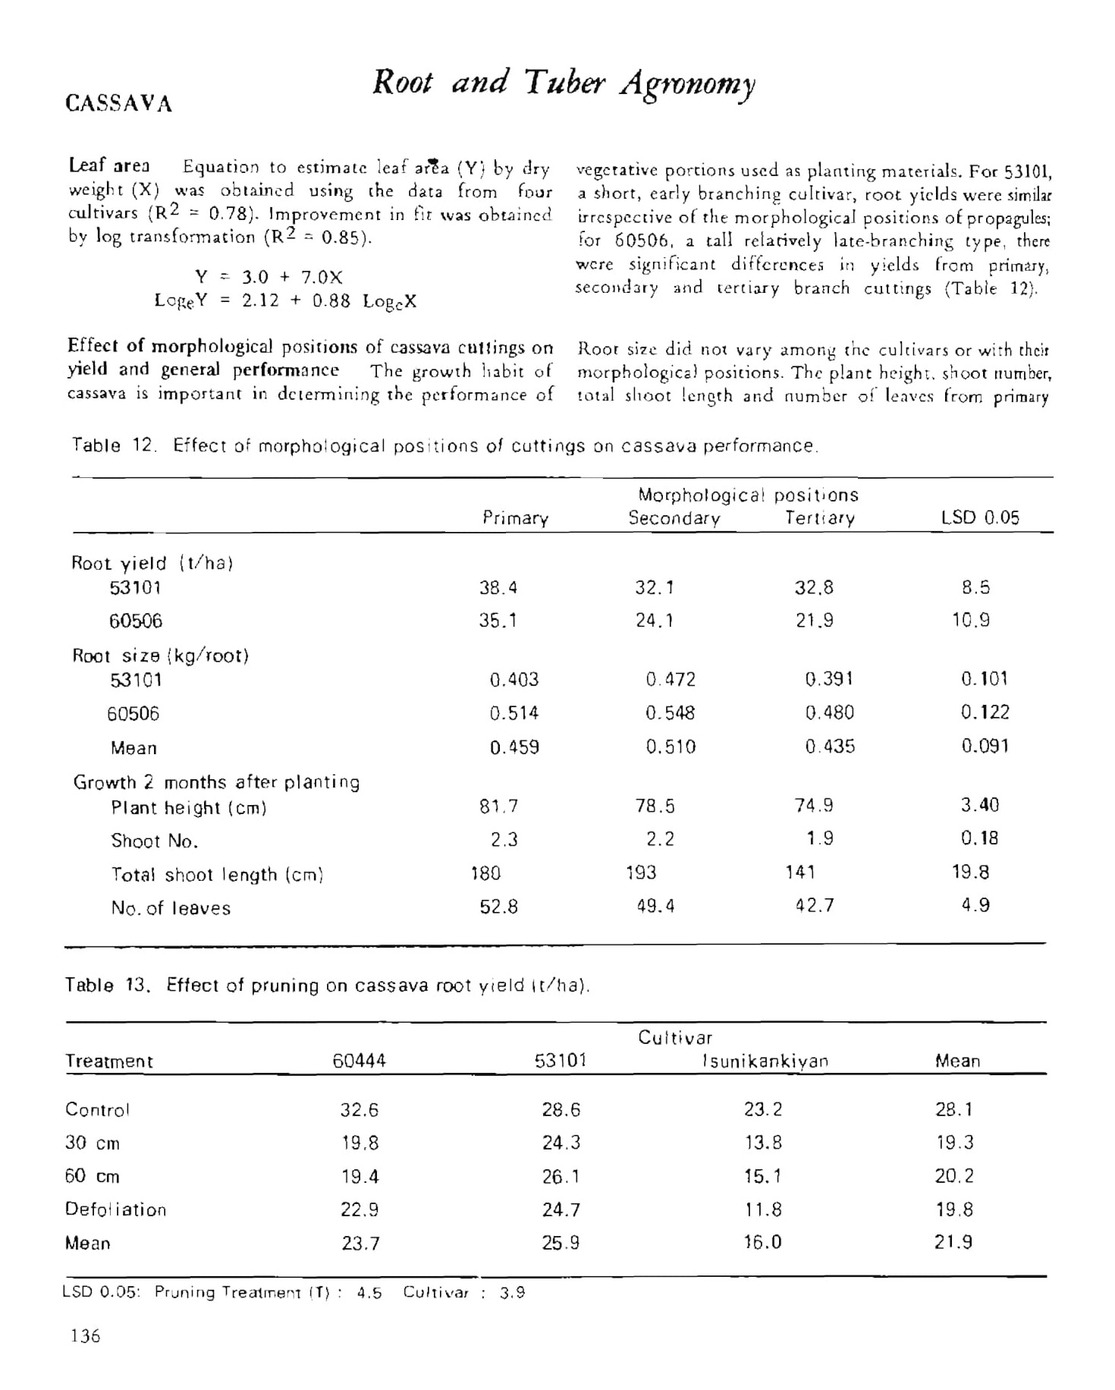 Root and Tuber Agronomy
CASSAVA
Leaf area Equation to estimate leaf area (Y) by dry
weight (X) was obtained using the data from four
cultivars (R2 = 0.78). Improvement in fit was obtained
by log transformation (R2 = 0.85).
Y = 3.0 + 7.0X
LogeY = 2.12 + 0.88 LogeX
Effect of morphological positions of cassava cuttings on
yield and general performance The growth habit of
cassava is important in determining the performance of
vegetative portions used as planting materials. For 53101,
a short, early branching cultivar, root yields were similar
irrespective of the morphological positions of propagules;
for 60506, a tall relatively late-branching type, there
were significant differences in yields from primary,
secondary and tertiary branch cuttings (Table 12).
Root size did not vary among the cultivars or with their
morphological positions. The plant height, shoot number,
total shoot length and number of leaves from primary
Table 12. Effect of morphological positions of cuttings on cassava performance.
Morphological positions
Primary Secondary Tertiary LSD 0.05
Root yield (t/ha)
53101 38.4 32.1 32.8 8.5
60506 35.1 24.1 21.9 10.9
Root size (kg/root)
53101 0.403 0.472 0.391 0.101
60506 0.514 0.548 0.480 0.122
Mean 0.459 0.510 0.435 0.091
Growth 2 months after planting
Plant height (cm) 81.7 78.5 74.9 3.40
Shoot No. 2.3 2.2 1.9 0.18
Total shoot length (cm) 180 193 141 19.8
No. of leaves 52.8 49.4 42.7 4.9
Table 13. Effect of pruning on cassava root yield (t/ha).
Cultivar
Treatment 60444 53101 Isunikankiyan Mean
Control 32.6 28.6 23.2 28.1
30 cm 19.8 24.3 13.8 19.3
60 cm 19.4 26.1 15.1 20.2
Defoliation 22.9 24.7 11.8 19.8
Mean 23.7 25.9 16.0 21.9
LSD 0.05: Pruning Treatment (T) : 4.5 Cultivar : 3.9
136